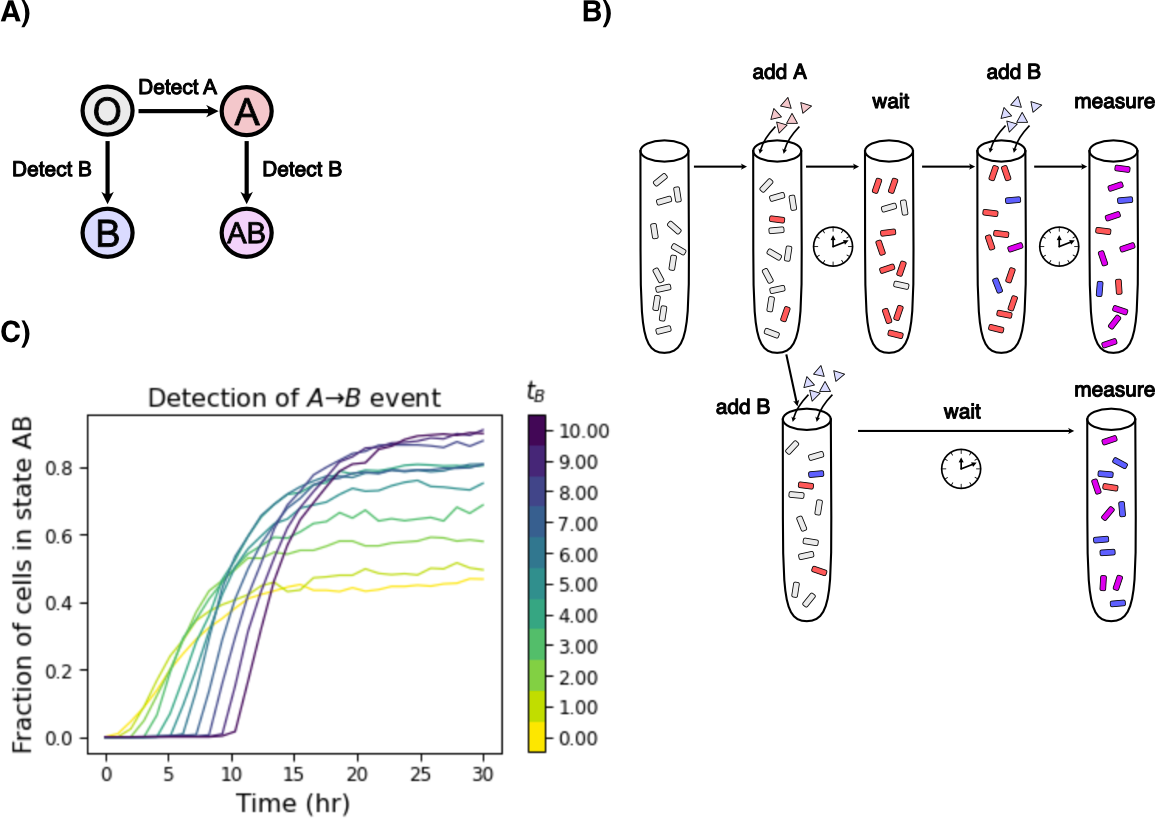 A)
Detect A
O
A
Detect B
Detect B
B
AB
B)
add A
wait
add B
measure
add B
wait
measure
C)
Detection of A→B event
t_B
Fraction of cells in state AB
0.8
0.6
0.4
0.2
0.0
0
5
10
15
20
25
30
Time (hr)
10.00
9.00
8.00
7.00
6.00
5.00
4.00
3.00
2.00
1.00
0.00